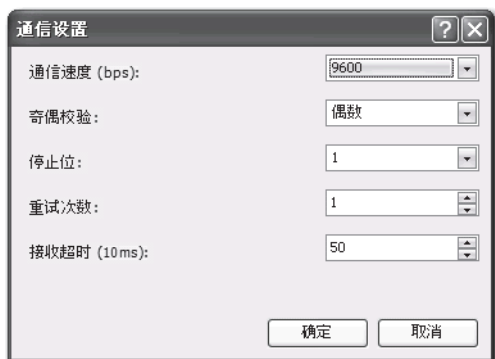 通信设置
通信速度 (bps): 9600
奇偶校验: 偶数
停止位: 1
重试次数: 1
接收超时 (10ms): 50
确定 取消